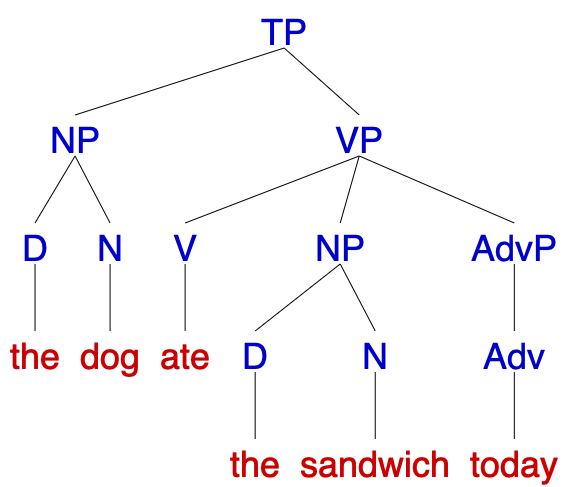 TP
NP VP
D N V NP AdvP
the dog ate D N Adv
the sandwich today